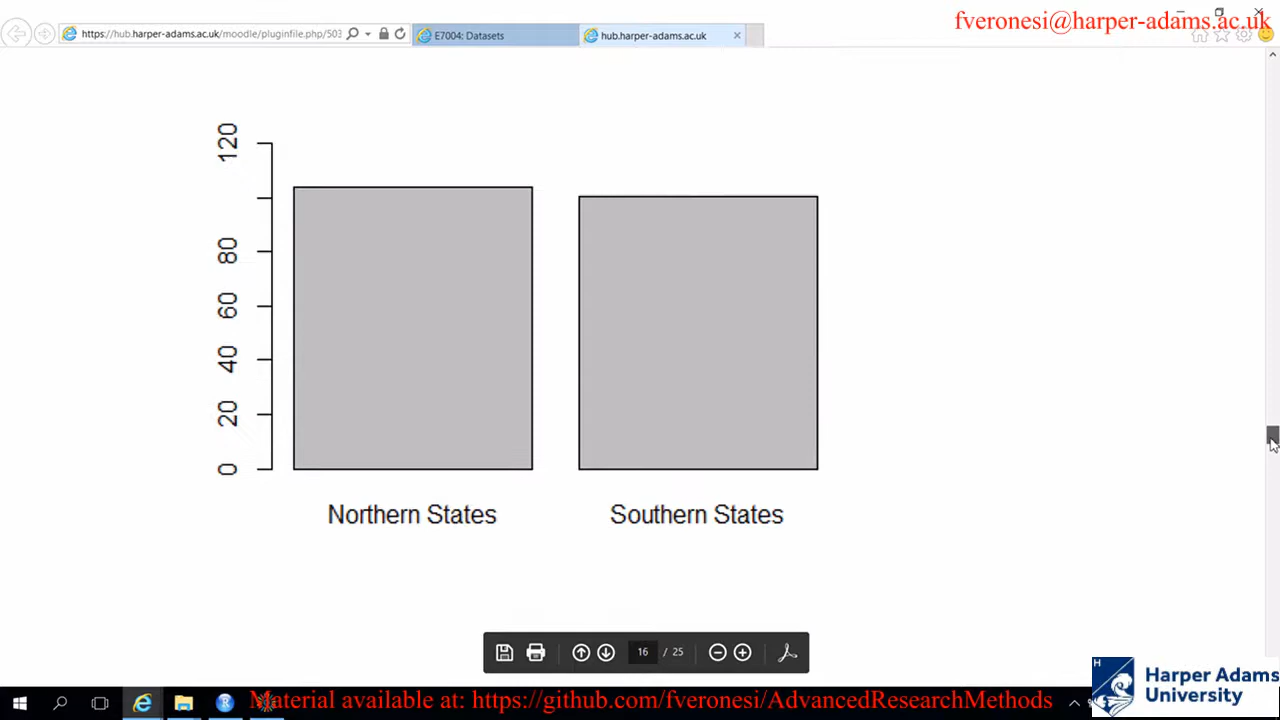 fveronesi@harper-adams.ac.uk
https://hub.harper-adams.ac.uk/moodle/pluginfile.php/503
E7004: Datasets
hub.harper-adams.ac.uk
120
80
60
40
20
0
Northern States
Southern States
16 / 25
H
Harper Adams
University
Material available at: https://github.com/fveronesi/AdvancedResearchMethods